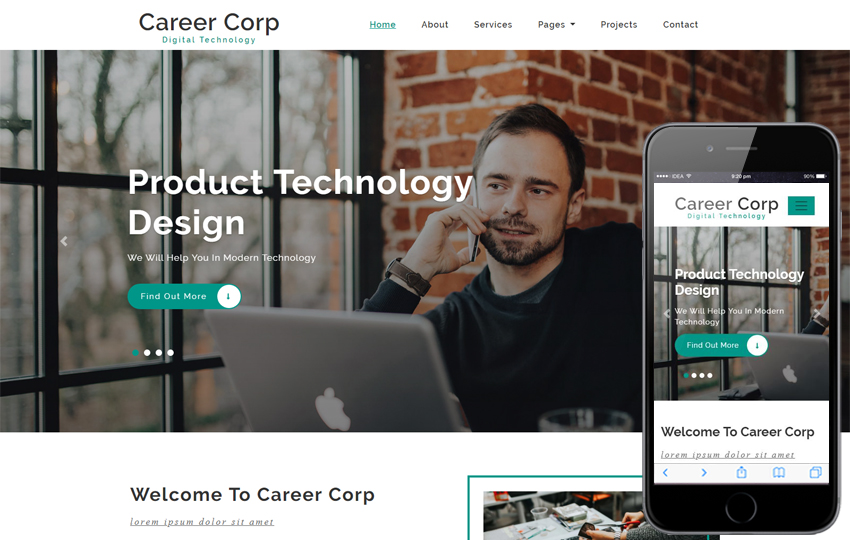 Career Corp
Digital Technology
Home About Services Pages Projects Contact
Product Technology
Design
We Will Help You In Modern Technology
Find Out More
Welcome To Career Corp
lorem ipsum dolor sit amet
IDEA 9:20 pm 90%
Career Corp
Digital Technology
Product Technology
Design
We Will Help You In Modern
Technology
Find Out More
Welcome To Career Corp
lorem ipsum dolor sit amet